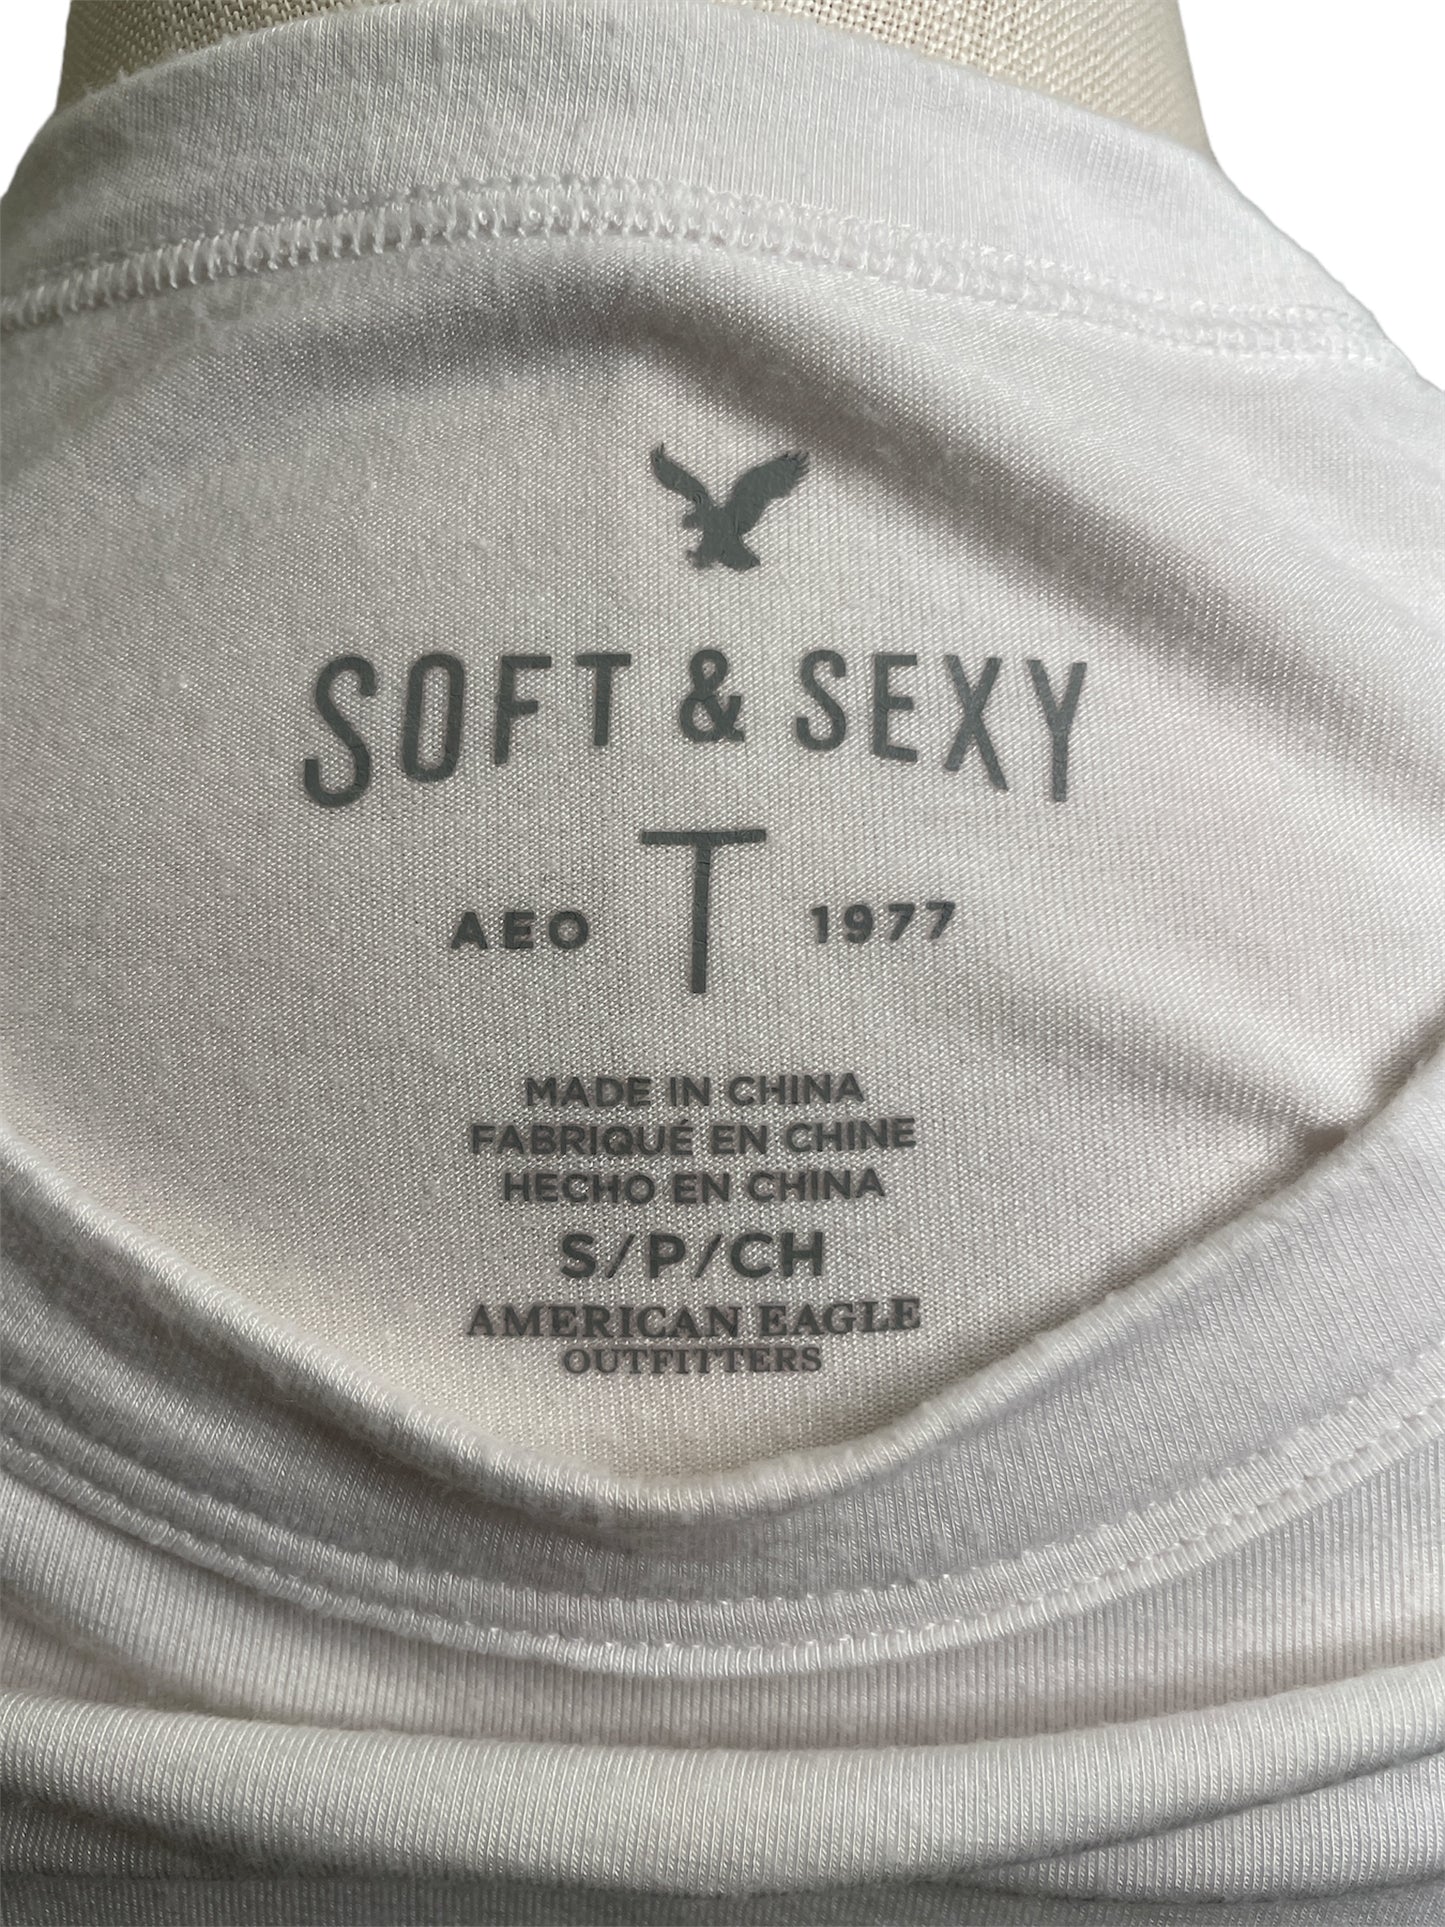 SOFT & SEXY
T
AEO 1977
MADE IN CHINA
FABRIQUÉ EN CHINE
HECHO EN CHINA
S/P/CH
AMERICAN EAGLE
OUTFITTERS